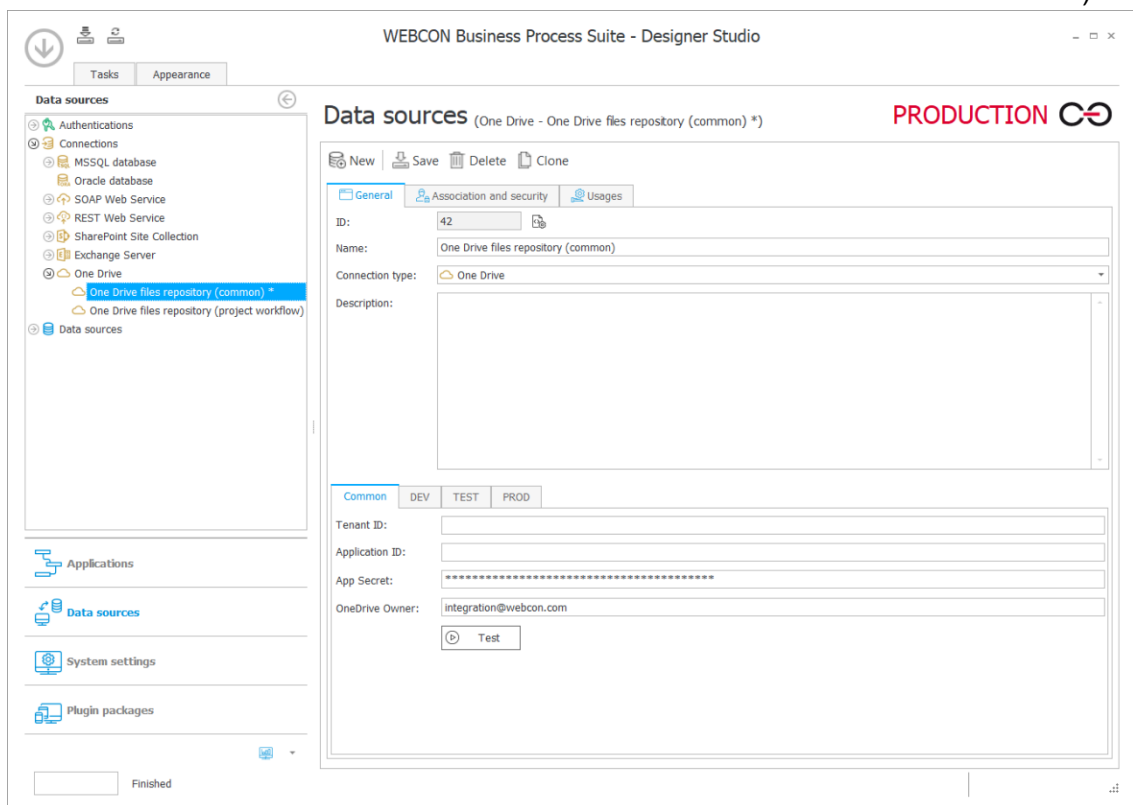 )
WEBCON Business Process Suite - Designer Studio
Tasks Appearance
Data sources
Authentications
Connections
MSSQL database
Oracle database
SOAP Web Service
REST Web Service
SharePoint Site Collection
Exchange Server
One Drive
One Drive files repository (common) *
One Drive files repository (project workflow)
Data sources
Applications
Data sources
System settings
Plugin packages
Finished
Data sources (One Drive - One Drive files repository (common) *)
PRODUCTION
New Save Delete Clone
General Association and security Usages
ID: 42
Name: One Drive files repository (common)
Connection type: One Drive
Description:
Common DEV TEST PROD
Tenant ID:
Application ID:
App Secret: ****************************************
OneDrive Owner: integration@webcon.com
Test